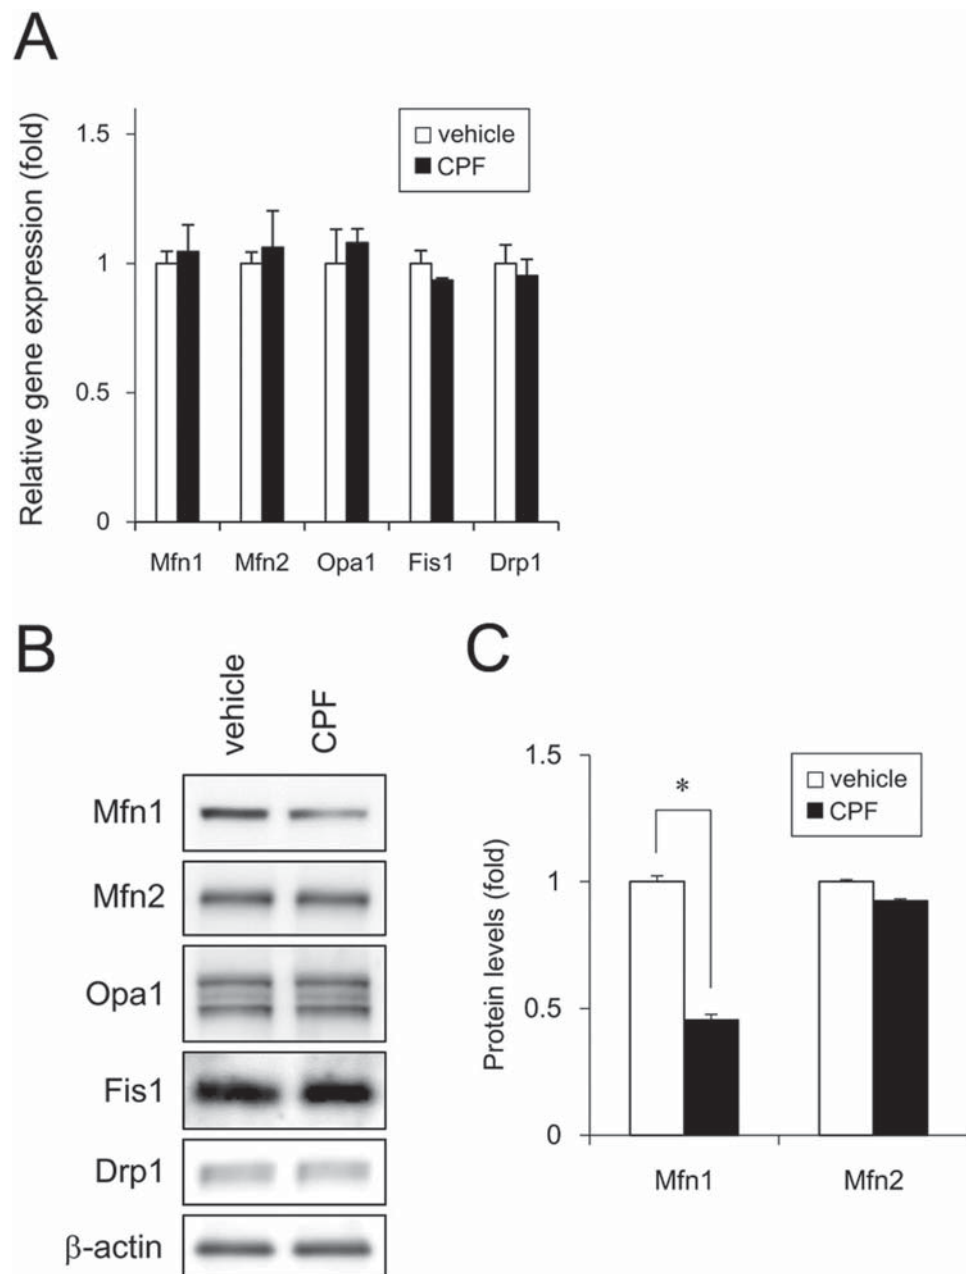 A
Relative gene expression (fold)
1.5
1
0.5
0
vehicle
CPF
Mfn1 Mfn2 Opa1 Fis1 Drp1
B
vehicle CPF
Mfn1
Mfn2
Opa1
Fis1
Drp1
β-actin
C
Protein levels (fold)
1.5
1
0.5
0
*
vehicle
CPF
Mfn1 Mfn2